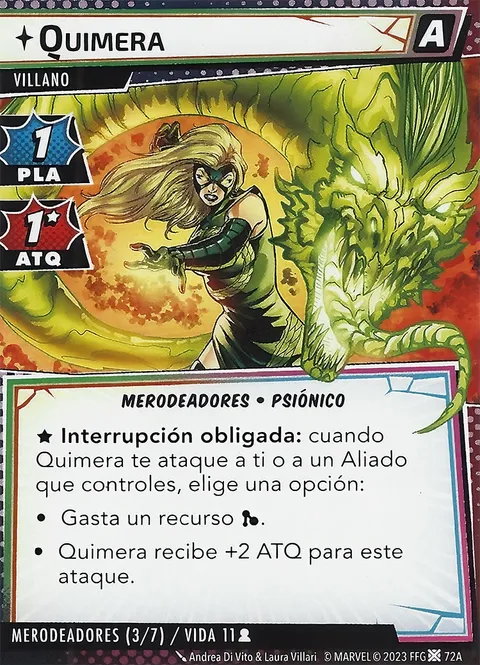 QUIMERA
A
VILLANO
1
PLA
1★
ATQ
MERODEADORES • PSIÓNICO
★ Interrupción obligada: cuando
Quimera te ataque a ti o a un Aliado
que controles, elige una opción:
• Gasta un recurso .
• Quimera recibe +2 ATQ para este
ataque.
MERODEADORES (3/7) / VIDA 11
Andrea Di Vito & Laura Villari © MARVEL © 2023 FFG 72A